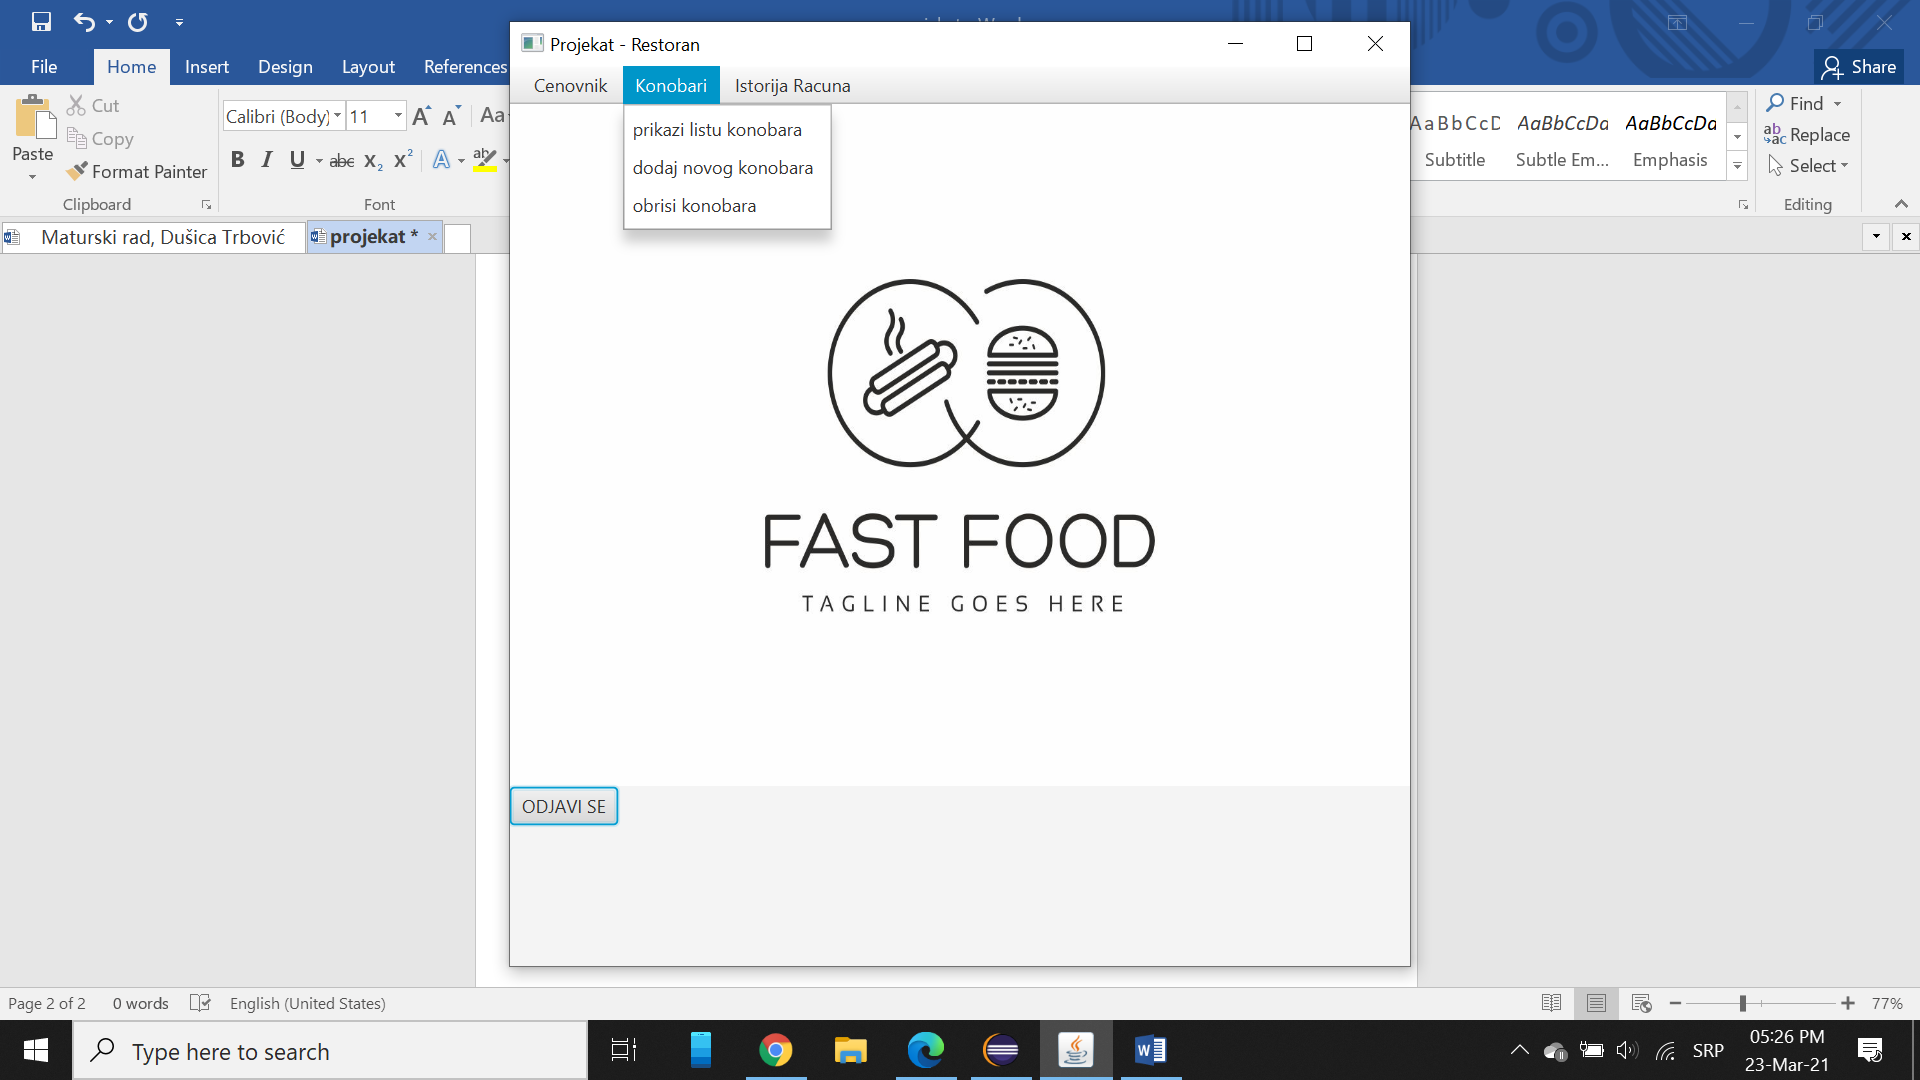 Projekat - Restoran
File
Home
Insert
Design
Layout
References
Share
Cenovnik
Konobari
Istorija Racuna
prikazi listu konobara
dodaj novog konobara
obrisi konobara
Paste
Cut
Copy
Format Painter
Clipboard
Calibri (Body)
11
Font
AaBbCcD
AaBbCcDd
AaBbCcDd
Subtitle
Subtle Em...
Emphasis
Find
Replace
Select
Editing
Maturski rad, Dušica Trbović
projekat *
FAST FOOD
TAGLINE GOES HERE
ODJAVI SE
Page 2 of 2
0 words
English (United States)
77%
Type here to search
SRP
05:26 PM
23-Mar-21